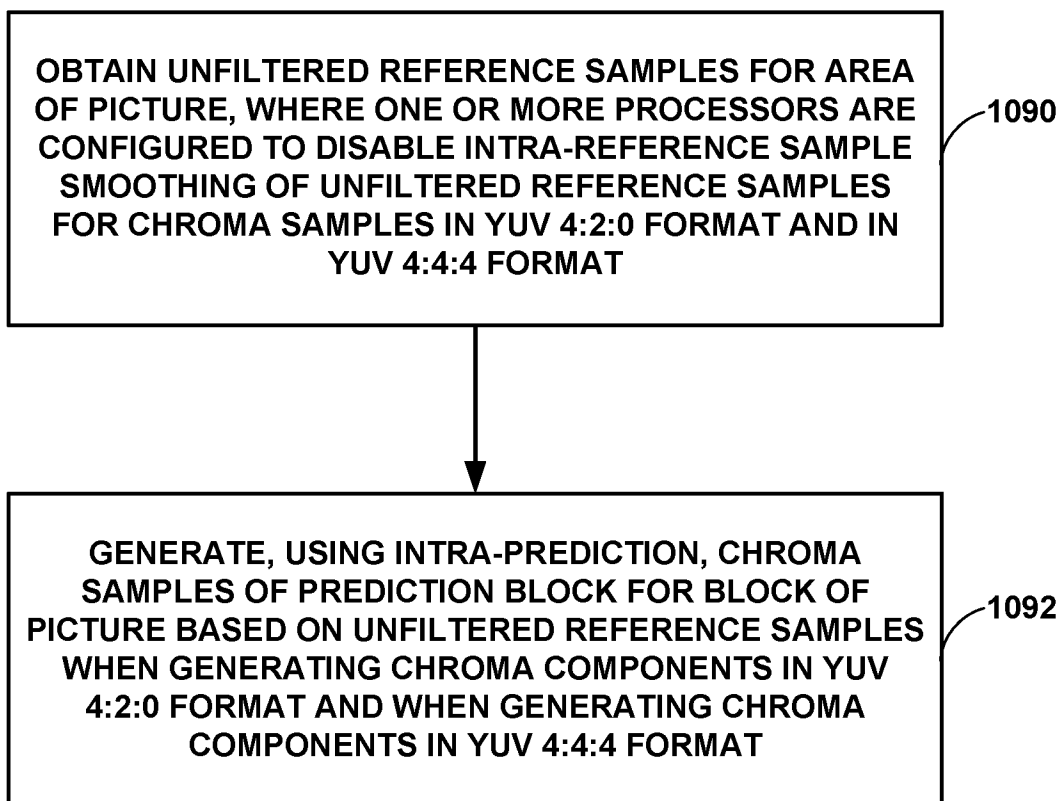 OBTAIN UNFILTERED REFERENCE SAMPLES FOR AREA
OF PICTURE, WHERE ONE OR MORE PROCESSORS ARE
CONFIGURED TO DISABLE INTRA-REFERENCE SAMPLE
SMOOTHING OF UNFILTERED REFERENCE SAMPLES
FOR CHROMA SAMPLES IN YUV 4:2:0 FORMAT AND IN
YUV 4:4:4 FORMAT
1090
GENERATE, USING INTRA-PREDICTION, CHROMA
SAMPLES OF PREDICTION BLOCK FOR BLOCK OF
PICTURE BASED ON UNFILTERED REFERENCE SAMPLES
WHEN GENERATING CHROMA COMPONENTS IN YUV
4:2:0 FORMAT AND WHEN GENERATING CHROMA
COMPONENTS IN YUV 4:4:4 FORMAT
1092